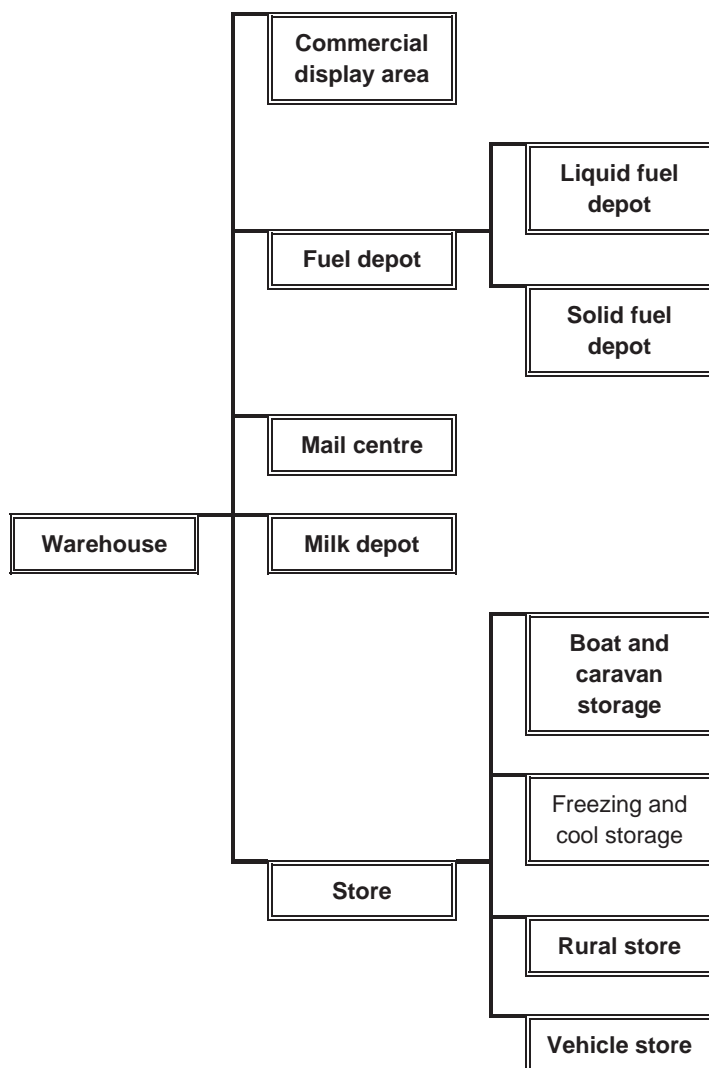 Commercial
display area
Liquid fuel
depot
Fuel depot
Solid fuel
depot
Mail centre
Warehouse
Milk depot
Boat and
caravan
storage
Freezing and
cool storage
Store
Rural store
Vehicle store